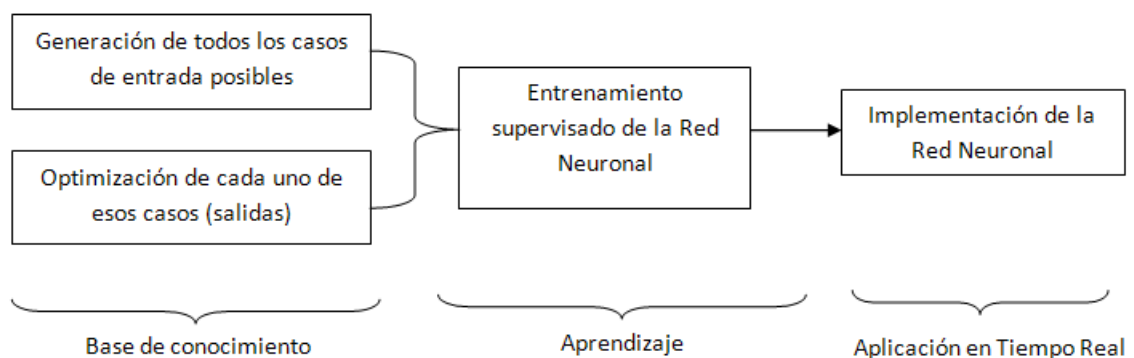 Generación de todos los casos
de entrada posibles
Optimización de cada uno de
esos casos (salidas)
Entrenamiento
supervisado de la Red
Neuronal
Implementación de la
Red Neuronal
Base de conocimiento
Aprendizaje
Aplicación en Tiempo Real